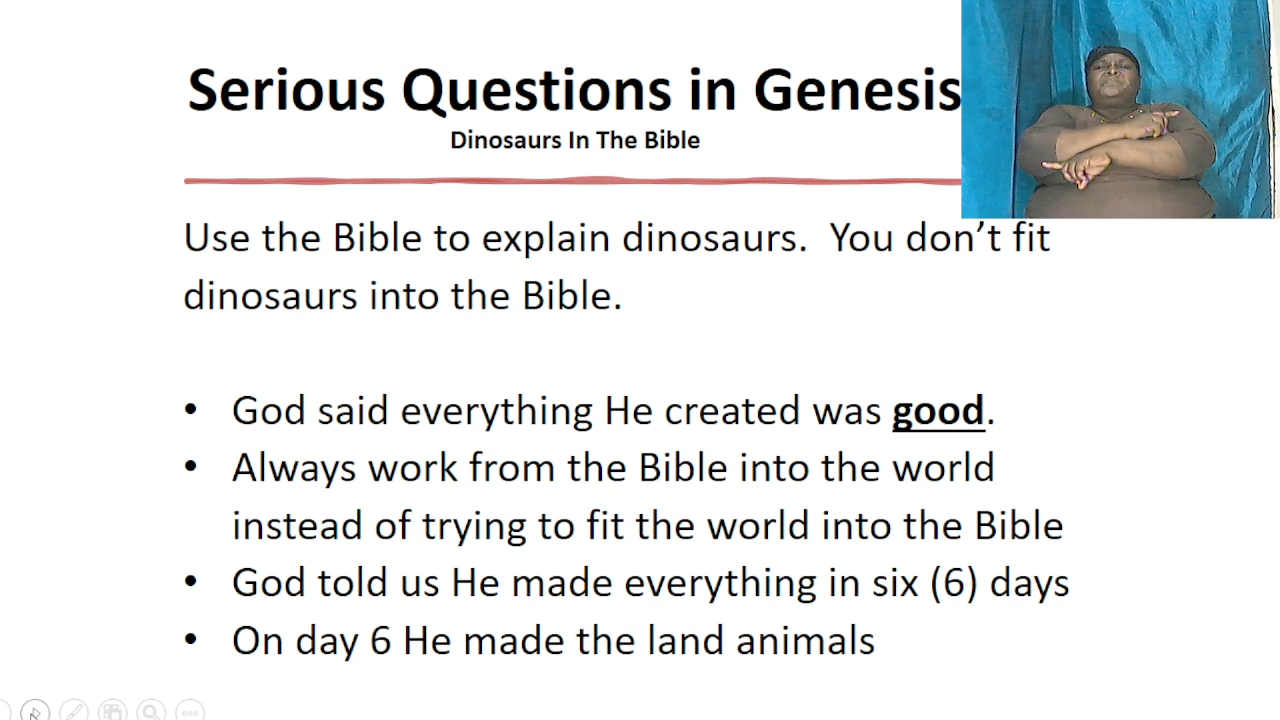 Serious Questions in Genesis
Dinosaurs In The Bible
Use the Bible to explain dinosaurs.  You don’t fit
dinosaurs into the Bible.
• God said everything He created was good.
• Always work from the Bible into the world
instead of trying to fit the world into the Bible
• God told us He made everything in six (6) days
• On day 6 He made the land animals